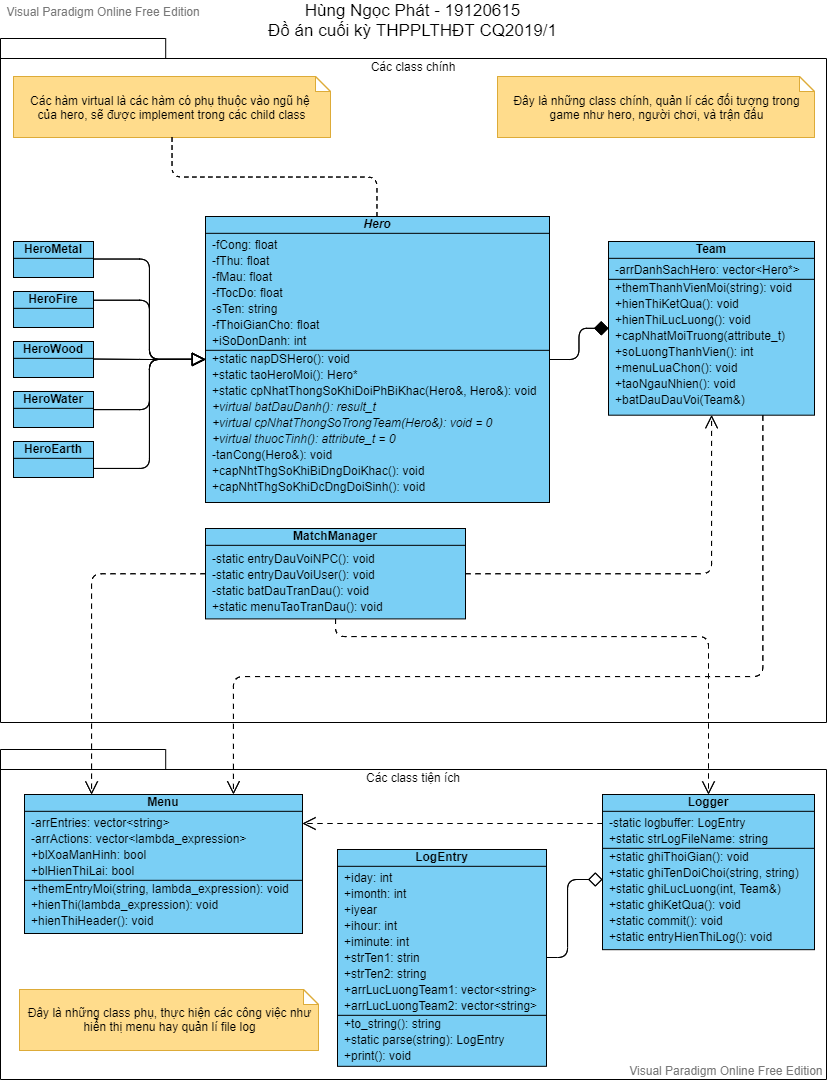 Visual Paradigm Online Free Edition
Hùng Ngọc Phát - 19120615
Đồ án cuối kỳ THPPLTHĐT CQ2019/1
Các class chính
Các hàm virtual là các hàm có phụ thuộc vào ngũ hệ
của hero, sẽ được implement trong các child class
Đây là những class chính, quản lí các đối tượng trong
game như hero, người chơi, và trận đấu
HeroMetal
HeroFire
HeroWood
HeroWater
HeroEarth
Hero
-fCong: float
-fThu: float
-fMau: float
-fTocDo: float
-sTen: string
-fThoiGianCho: float
+iSoDonDanh: int
+static napDSHero(): void
+static taoHeroMoi(): Hero*
+static cpNhatThongSoKhiDoiPhBiKhac(Hero&, Hero&): void
+virtual batDauDanh(): result_t
+virtual cpNhatThongSoTrongTeam(Hero&): void = 0
+virtual thuocTinh(): attribute_t = 0
-tanCong(Hero&): void
+capNhtThgSoKhiBiDngDoiKhac(): void
+capNhtThgSoKhiDcDngDoiSinh(): void
Team
-arrDanhSachHero: vector<Hero*>
+themThanhVienMoi(string): void
+hienThiKetQua(): void
+hienThiLucLuong(): void
+capNhatMoiTruong(attribute_t)
+soLuongThanhVien(): int
+menuLuaChon(): void
+taoNgauNhien(): void
+batDauDauVoi(Team&)
MatchManager
-static entryDauVoiNPC(): void
-static entryDauVoiUser(): void
-static batDauTranDau(): void
+static menuTaoTranDau(): void
Các class tiện ích
Menu
-arrEntries: vector<string>
-arrActions: vector<lambda_expression>
+blXoaManHinh: bool
+blHienThiLai: bool
+themEntryMoi(string, lambda_expression): void
+hienThi(lambda_expression): void
+hienThiHeader(): void
LogEntry
+iday: int
+imonth: int
+iyear
+ihour: int
+iminute: int
+strTen1: strin
+strTen2: string
+arrLucLuongTeam1: vector<string>
+arrLucLuongTeam2: vector<string>
+to_string(): string
+static parse(string): LogEntry
+print(): void
Logger
-static logbuffer: LogEntry
+static strLogFileName: string
+static ghiThoiGian(): void
+static ghiTenDoiChoi(string, string)
+static ghiLucLuong(int, Team&)
+static ghiKetQua(): void
+static commit(): void
+static entryHienThiLog(): void
Đây là những class phụ, thực hiện các công việc như
hiển thị menu hay quản lí file log
Visual Paradigm Online Free Edition